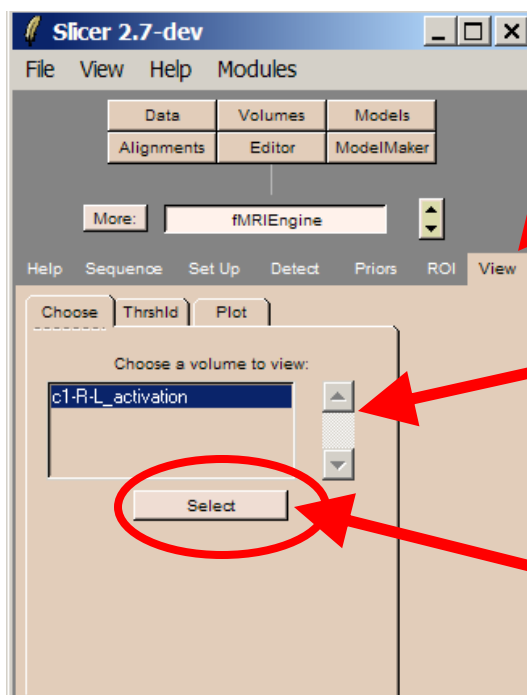 Slicer 2.7-dev
File View Help Modules
Data Volumes Models
Alignments Editor ModelMaker
More: fMRIEngine
Help Sequence Set Up Detect Priors ROI View
Choose Thrshld Plot
Choose a volume to view:
c1-R-L_activation
Select